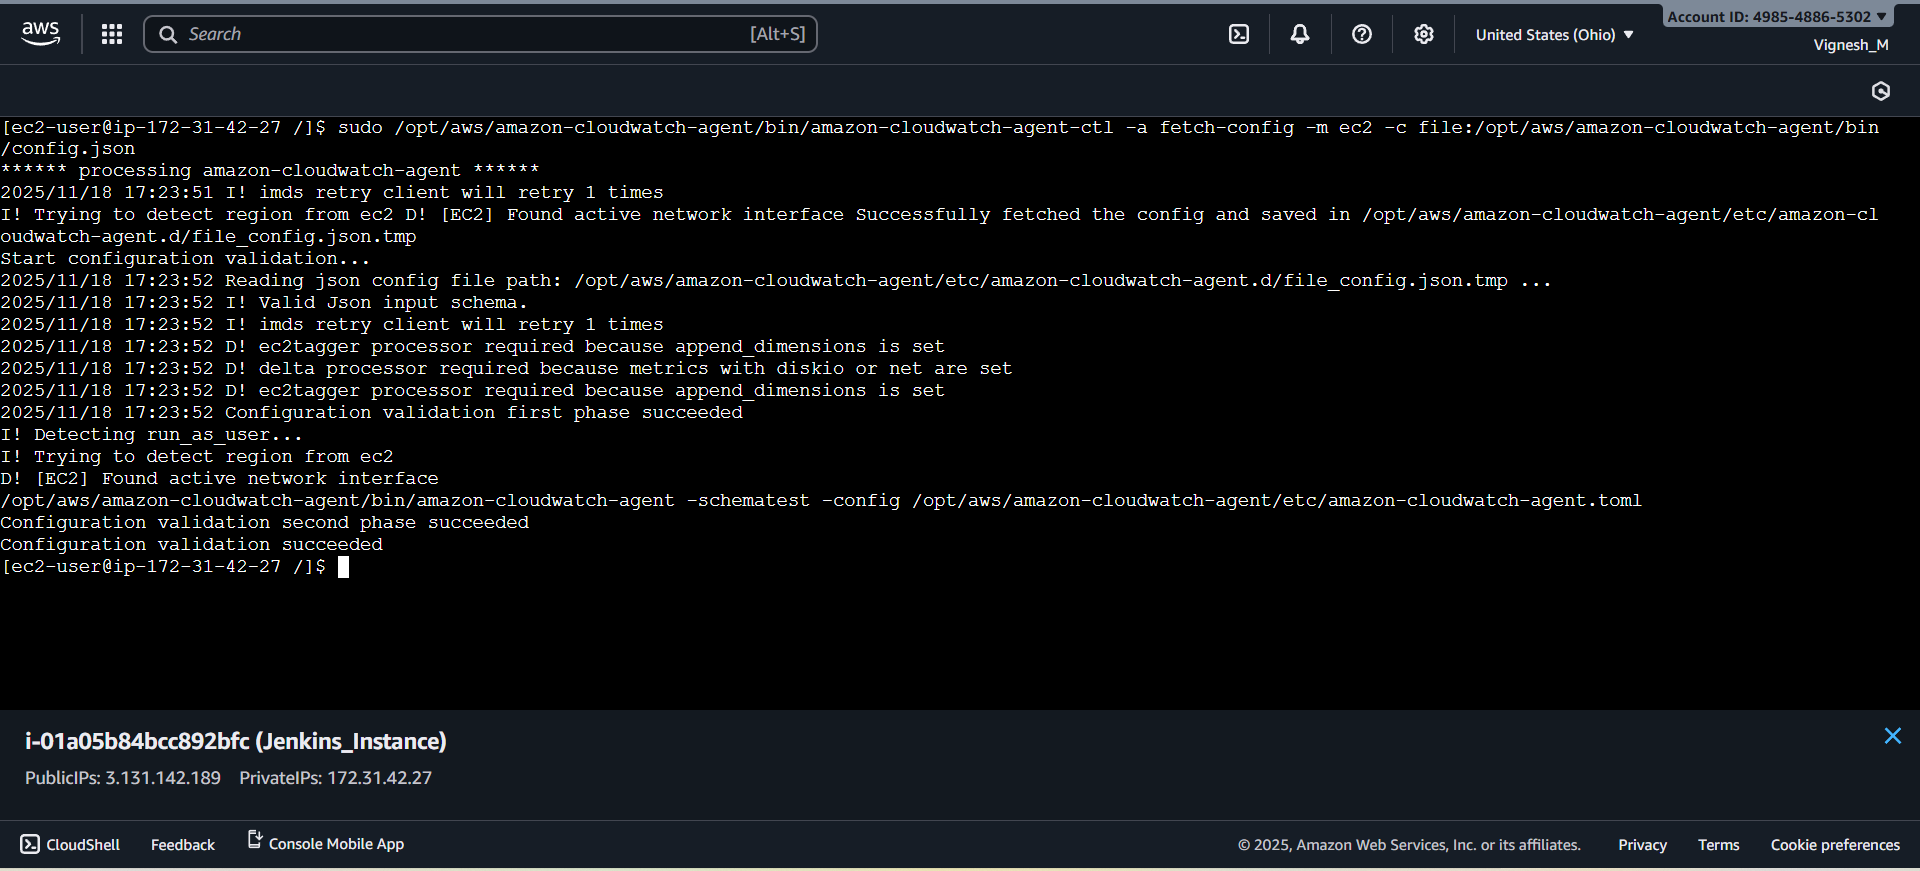 aws
Search [Alt+S]
United States (Ohio)
Account ID: 4985-4886-5302
Vignesh_M
[ec2-user@ip-172-31-42-27 /]$ sudo /opt/aws/amazon-cloudwatch-agent/bin/amazon-cloudwatch-agent-ctl -a fetch-config -m ec2 -c file:/opt/aws/amazon-cloudwatch-agent/bin
/config.json
****** processing amazon-cloudwatch-agent ******
2025/11/18 17:23:51 I! imds retry client will retry 1 times
I! Trying to detect region from ec2 D! [EC2] Found active network interface Successfully fetched the config and saved in /opt/aws/amazon-cloudwatch-agent/etc/amazon-cl
oudwatch-agent.d/file_config.json.tmp
Start configuration validation...
2025/11/18 17:23:52 Reading json config file path: /opt/aws/amazon-cloudwatch-agent/etc/amazon-cloudwatch-agent.d/file_config.json.tmp ...
2025/11/18 17:23:52 I! Valid Json input schema.
2025/11/18 17:23:52 I! imds retry client will retry 1 times
2025/11/18 17:23:52 D! ec2tagger processor required because append_dimensions is set
2025/11/18 17:23:52 D! delta processor required because metrics with diskio or net are set
2025/11/18 17:23:52 D! ec2tagger processor required because append_dimensions is set
2025/11/18 17:23:52 Configuration validation first phase succeeded
I! Detecting run_as_user...
I! Trying to detect region from ec2
D! [EC2] Found active network interface
/opt/aws/amazon-cloudwatch-agent/bin/amazon-cloudwatch-agent -schematest -config /opt/aws/amazon-cloudwatch-agent/etc/amazon-cloudwatch-agent.toml
Configuration validation second phase succeeded
Configuration validation succeeded
[ec2-user@ip-172-31-42-27 /]$
i-01a05b84bcc892bfc (Jenkins_Instance)
PublicIPs: 3.131.142.189 PrivateIPs: 172.31.42.27
CloudShell Feedback Console Mobile App © 2025, Amazon Web Services, Inc. or its affiliates. Privacy Terms Cookie preferences